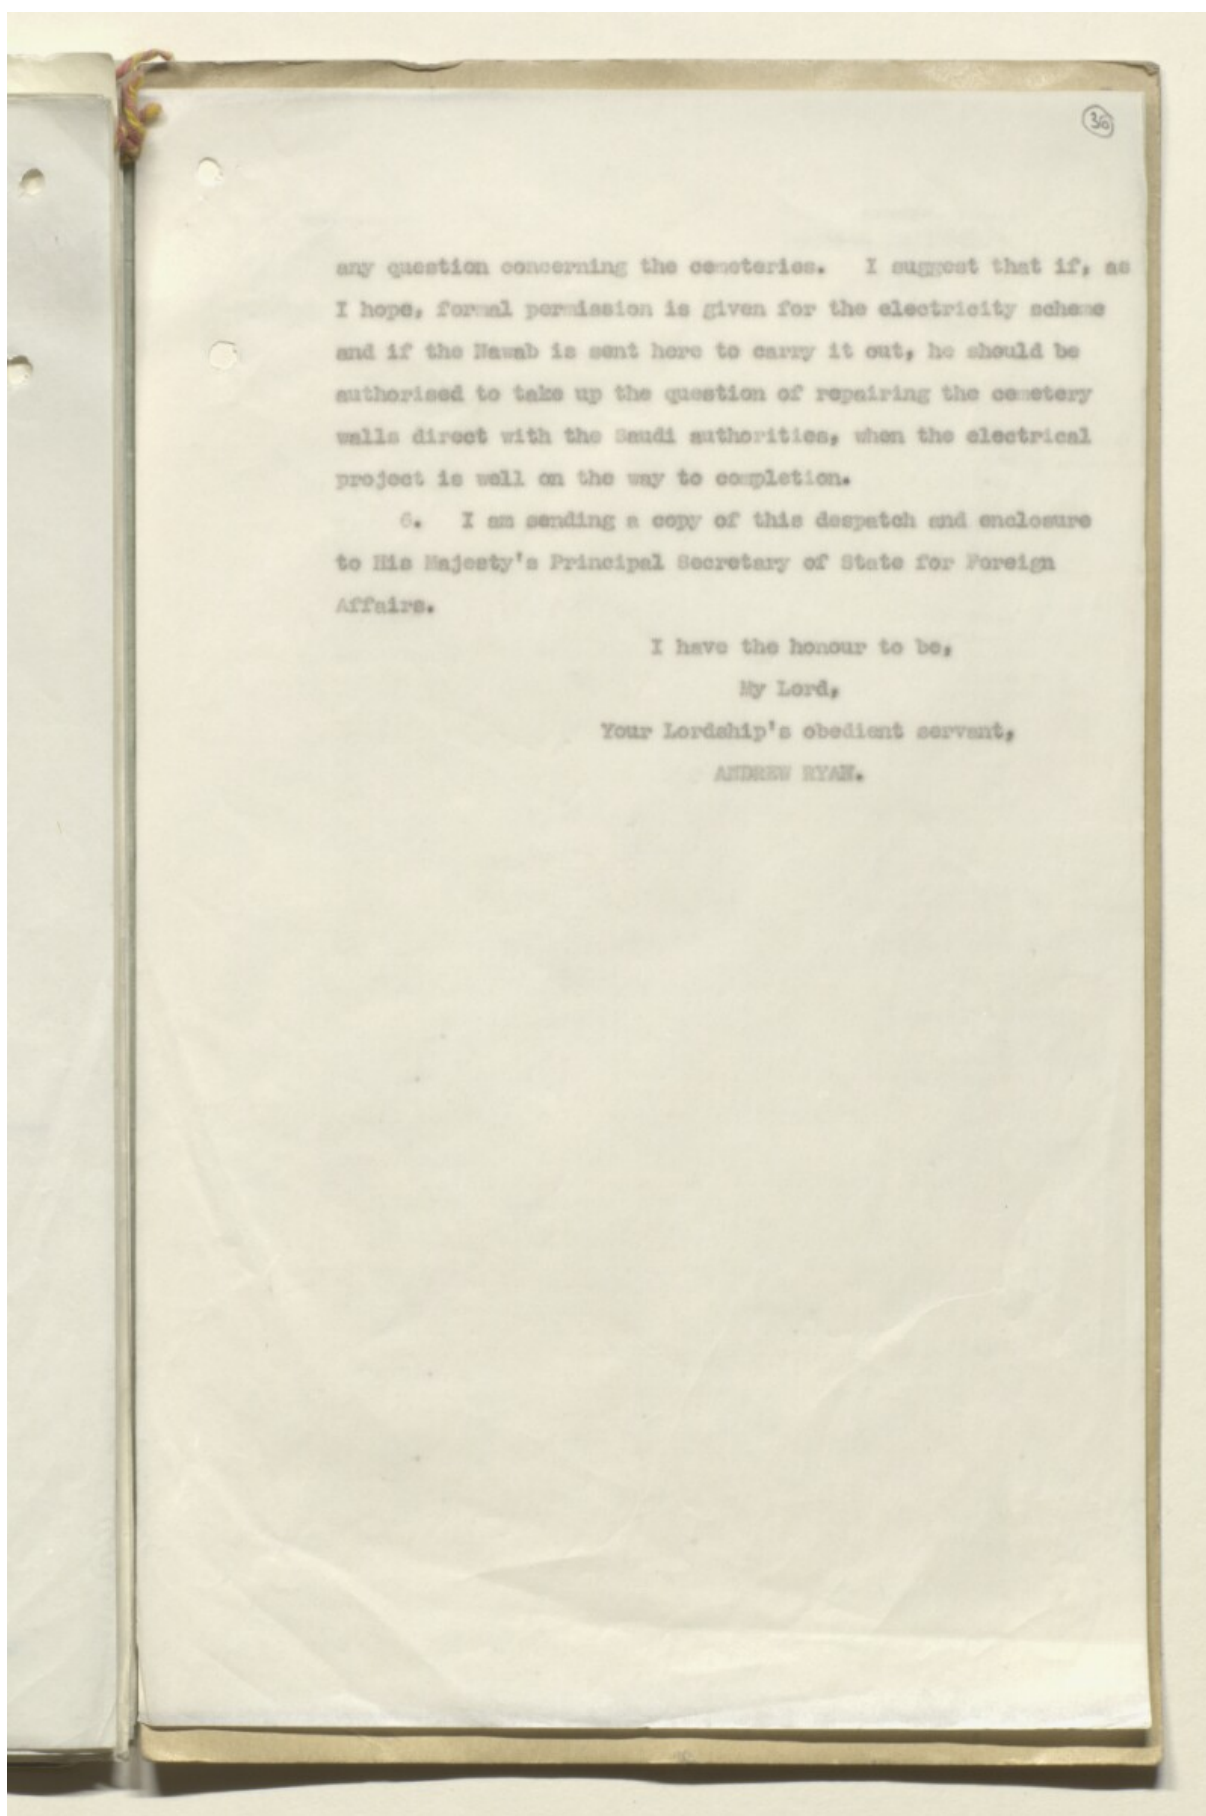 36
any question concerning the cemeteries. I suggest that if, as
I hope, formal permission is given for the electricity scheme
and if the Nawab is sent here to carry it out, he should be
authorised to take up the question of repairing the cemetery
walls direct with the Saudi authorities, when the electrical
project is well on the way to completion.
6. I am sending a copy of this despatch and enclosure
to His Majesty's Principal Secretary of State for Foreign
Affairs.
I have the honour to be,
My Lord,
Your Lordship's obedient servant,
ANDREW RYAN.